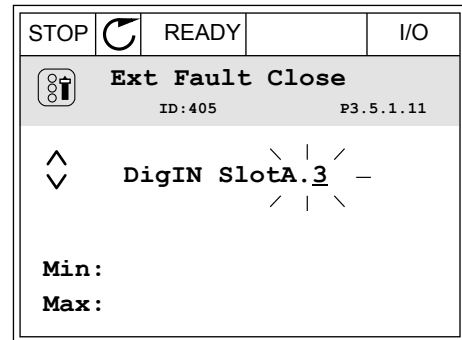 STOP READY I/O
Ext Fault Close
ID:405 P3.5.1.11
DigIN SlotA.3
Min:
Max: